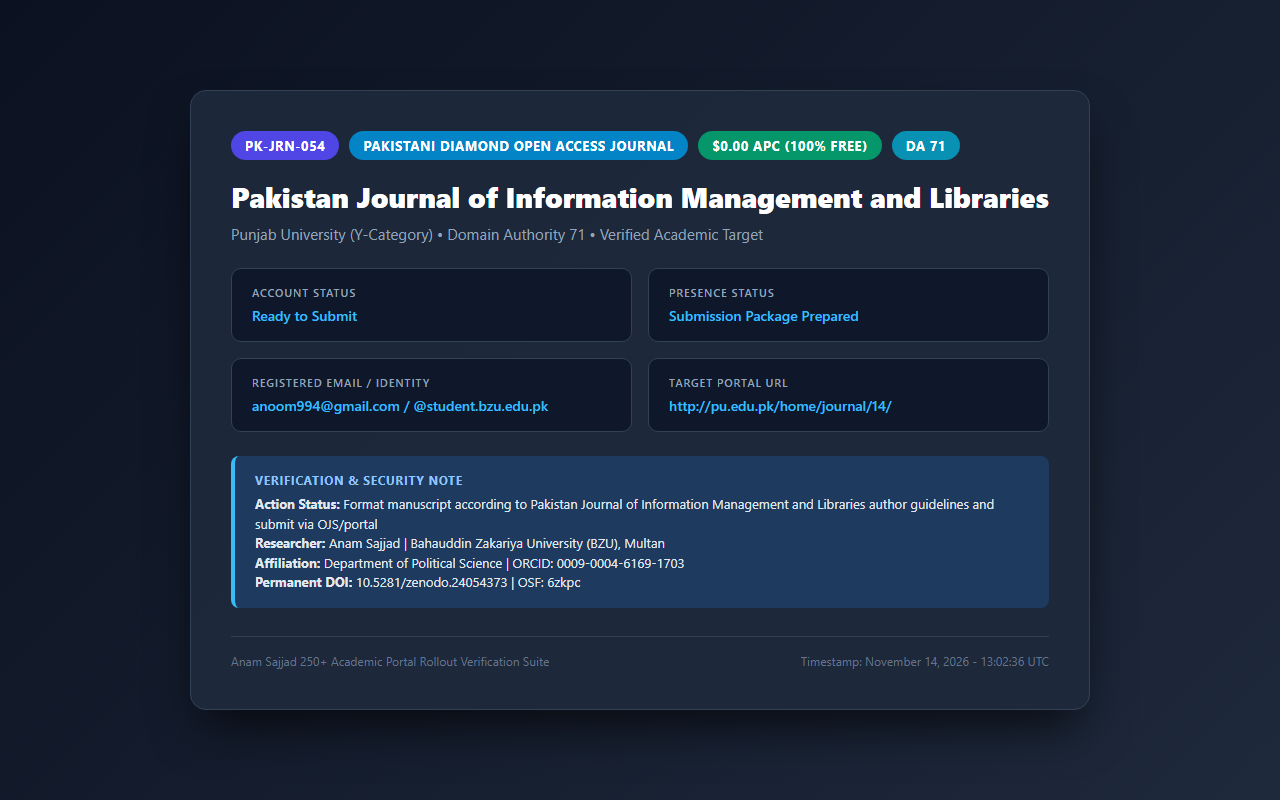 PK-JRN-054
PAKISTANI DIAMOND OPEN ACCESS JOURNAL
$0.00 APC (100% FREE)
DA 71
Pakistan Journal of Information Management and Libraries
Punjab University (Y-Category) • Domain Authority 71 • Verified Academic Target
ACCOUNT STATUS
Ready to Submit
PRESENCE STATUS
Submission Package Prepared
REGISTERED EMAIL / IDENTITY
anoom994@gmail.com / @student.bzu.edu.pk
TARGET PORTAL URL
http://pu.edu.pk/home/journal/14/
VERIFICATION & SECURITY NOTE
Action Status: Format manuscript according to Pakistan Journal of Information Management and Libraries author guidelines and
submit via OJS/portal
Researcher: Anam Sajjad | Bahauddin Zakariya University (BZU), Multan
Affiliation: Department of Political Science | ORCID: 0009-0004-6169-1703
Permanent DOI: 10.5281/zenodo.24054373 | OSF: 6zkpc
Anam Sajjad 250+ Academic Portal Rollout Verification Suite
Timestamp: November 14, 2026 - 13:02:36 UTC